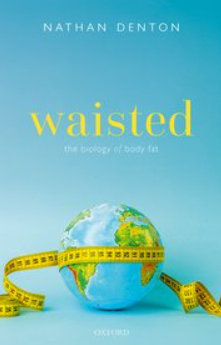 NATHAN DENTON
waisted
the biology of body fat
OXFORD